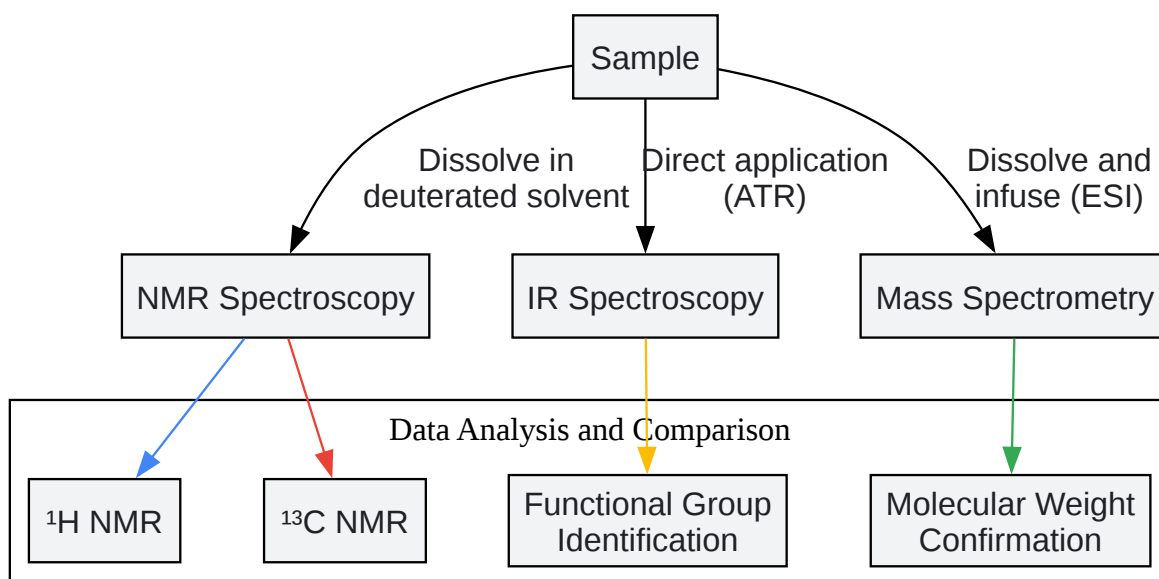 Sample
Dissolve in
deuterated solvent
Direct application
(ATR)
Dissolve and
infuse (ESI)
NMR Spectroscopy
IR Spectroscopy
Mass Spectrometry
Data Analysis and Comparison
¹H NMR
¹³C NMR
Functional Group
Identification
Molecular Weight
Confirmation